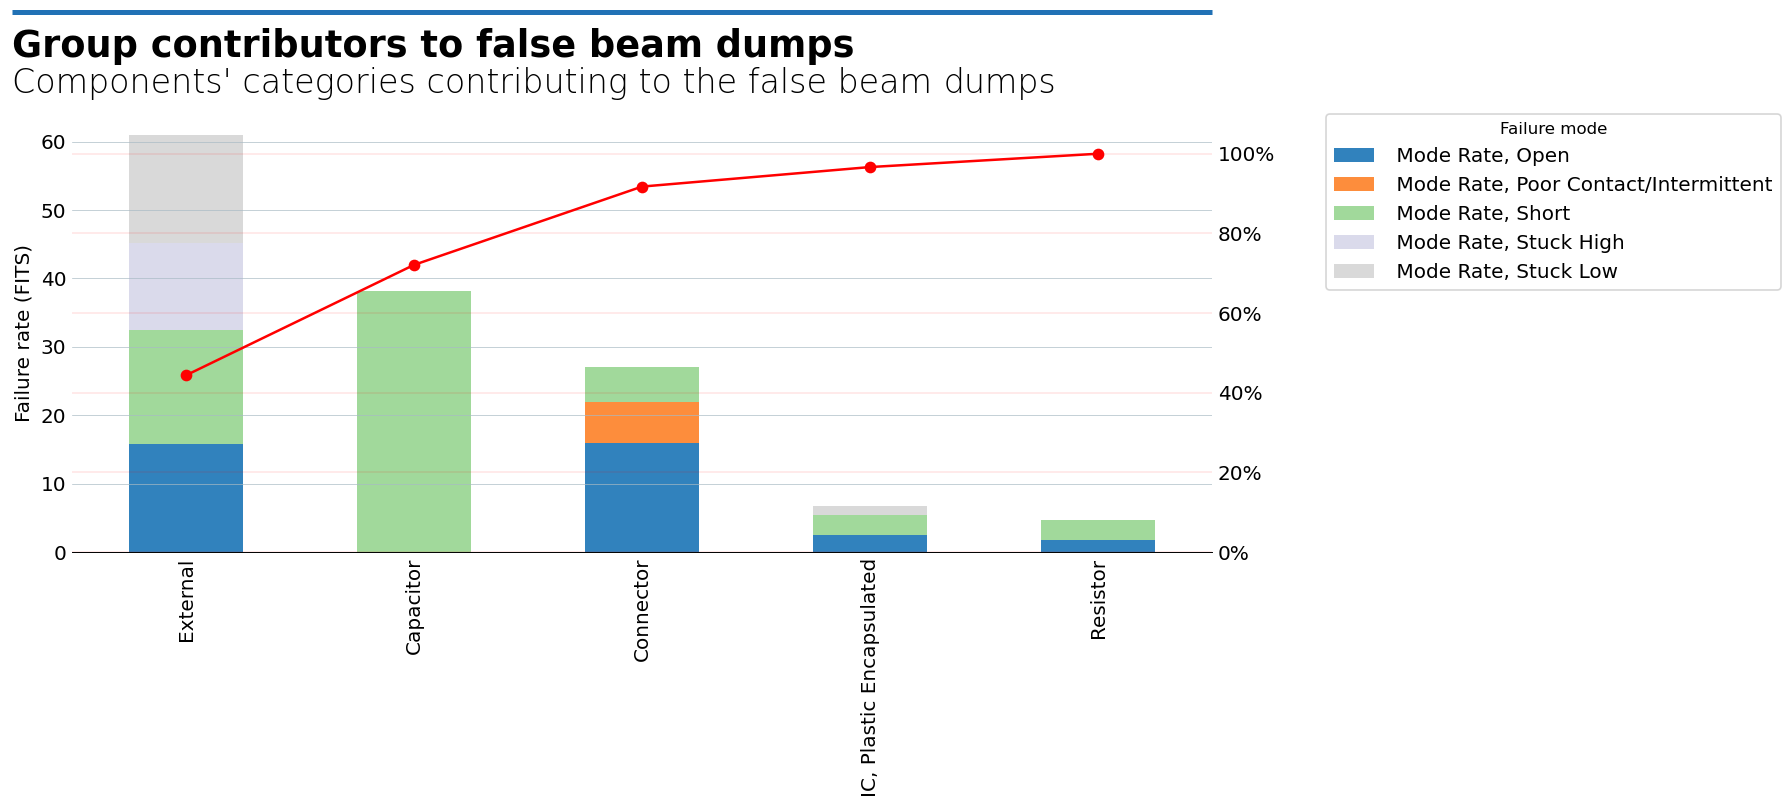 Group contributors to false beam dumps
Components' categories contributing to the false beam dumps
Failure rate (FITS)
60
50
40
30
20
10
0
100%
80%
60%
40%
20%
0%
External
Capacitor
Connector
IC, Plastic Encapsulated
Resistor
Failure mode
Mode Rate, Open
Mode Rate, Poor Contact/Intermittent
Mode Rate, Short
Mode Rate, Stuck High
Mode Rate, Stuck Low